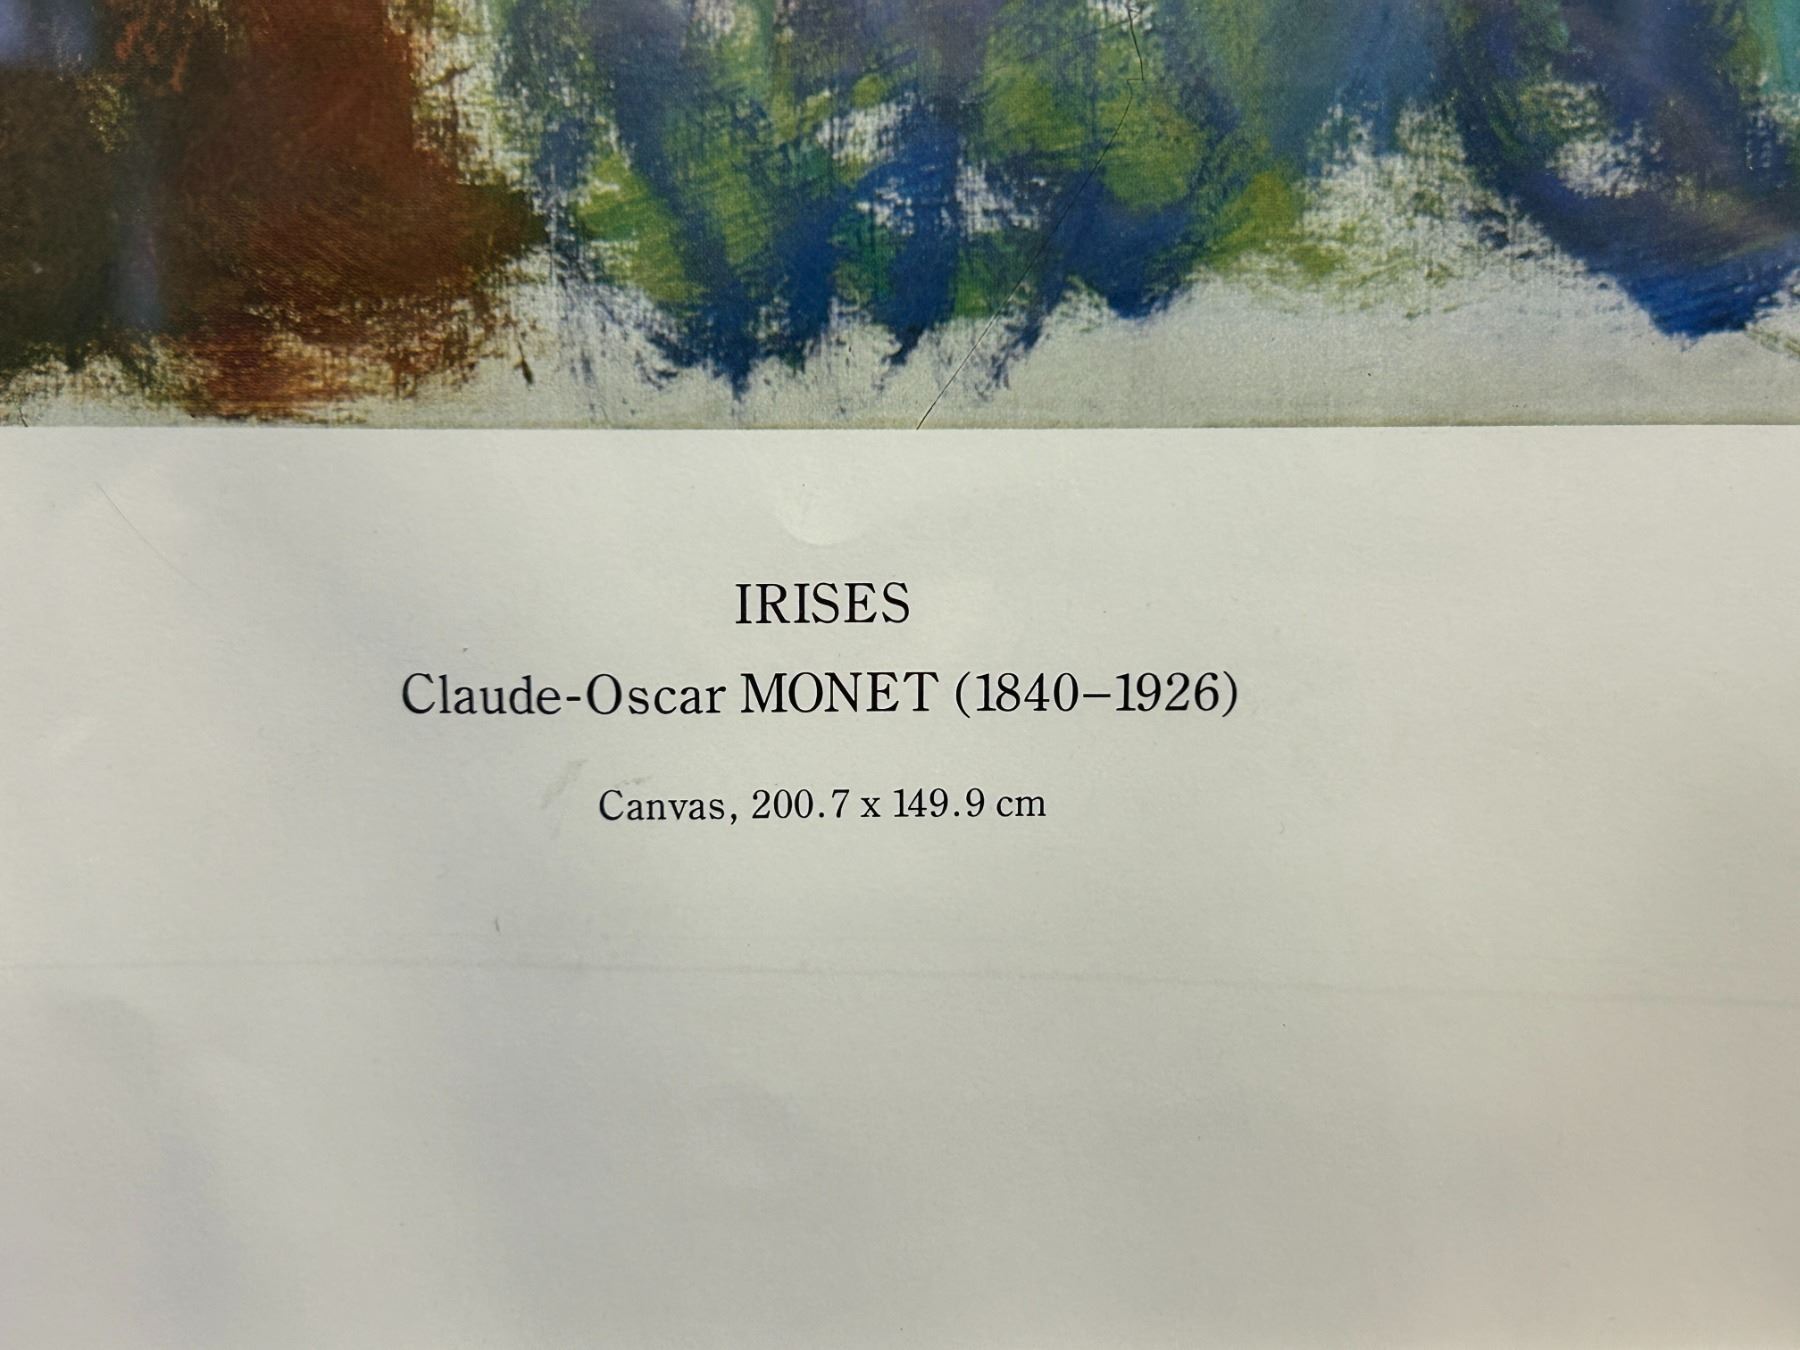 IRISES
Claude-Oscar MONET (1840–1926)
Canvas, 200.7 x 149.9 cm